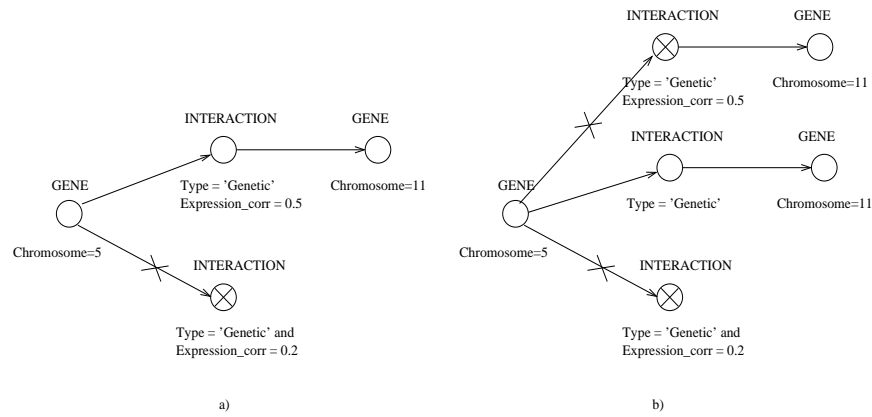 INTERACTION
GENE
Type = 'Genetic'
Expression_corr = 0.5
Chromosome=11
INTERACTION
GENE
Type = 'Genetic'
Expression_corr = 0.5
Chromosome=11
GENE
Chromosome=5
INTERACTION
Type = 'Genetic' and
Expression_corr = 0.2
a)
INTERACTION
GENE
Type = 'Genetic'
Chromosome=11
GENE
Chromosome=5
INTERACTION
Type = 'Genetic' and
Expression_corr = 0.2
b)